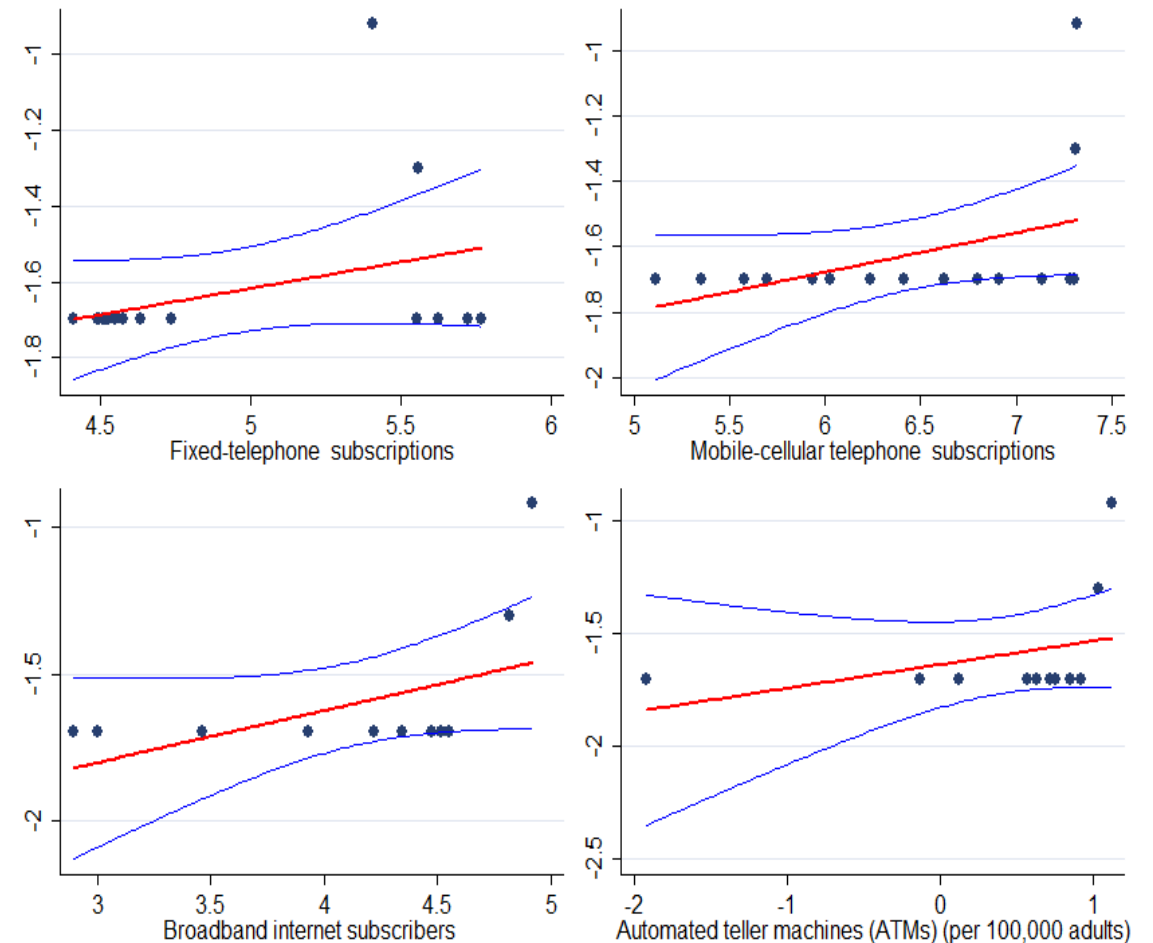 -1
-1.2
-1.4
-1.6
-1.8
4.5 5 5.5 6
Fixed-telephone subscriptions
-1
-1.2
-1.4
-1.6
-1.8
-2
5 5.5 6 6.5 7 7.5
Mobile-cellular telephone subscriptions
-1
-1.5
-2
3 3.5 4 4.5 5
Broadband internet subscribers
-1
-1.5
-2
-2.5
-2 -1 0 1
Automated teller machines (ATMs) (per 100,000 adults)